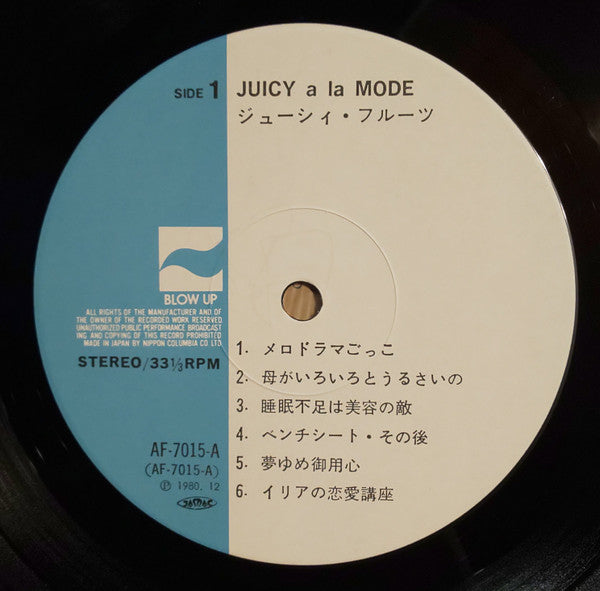 SIDE 1
JUICY a la MODE
ジューシィ・フルーツ
BLOW UP
ALL RIGHTS OF THE MANUFACTURER AND OF
THE OWNER OF THE RECORDED WORK RESERVED
UNAUTHORIZED PUBLIC PERFORMANCE BROADCAST
ING AND COPYING OF THIS RECORD PROHIBITED
MADE IN JAPAN BY NIPPON COLUMBIA CO LTD
STEREO/33⅓RPM
AF-7015-A
(AF-7015-A)
Ⓟ 1980. 12
JASRAC
1. メロドラマごっこ
2. 母がいろいろとうるさいの
3. 睡眠不足は美容の敵
4. ベンチシート・その後
5. 夢ゆめ御用心
6. イリアの恋愛講座